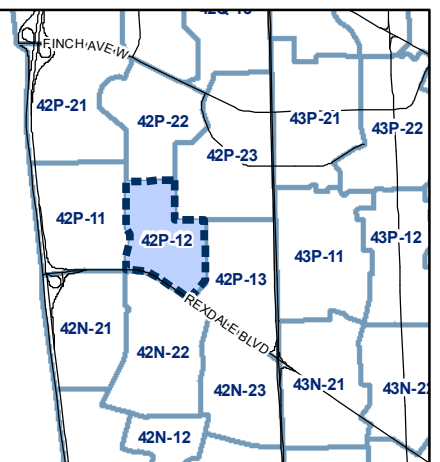 FINCH AVE W
42P-21
42P-22
43P-21
43P-22
42P-23
42P-11
42P-12
43P-12
43P-11
42P-13
REXDALE BLVD
42N-21
42N-22
42N-23
43N-21
43N-2
42N-12